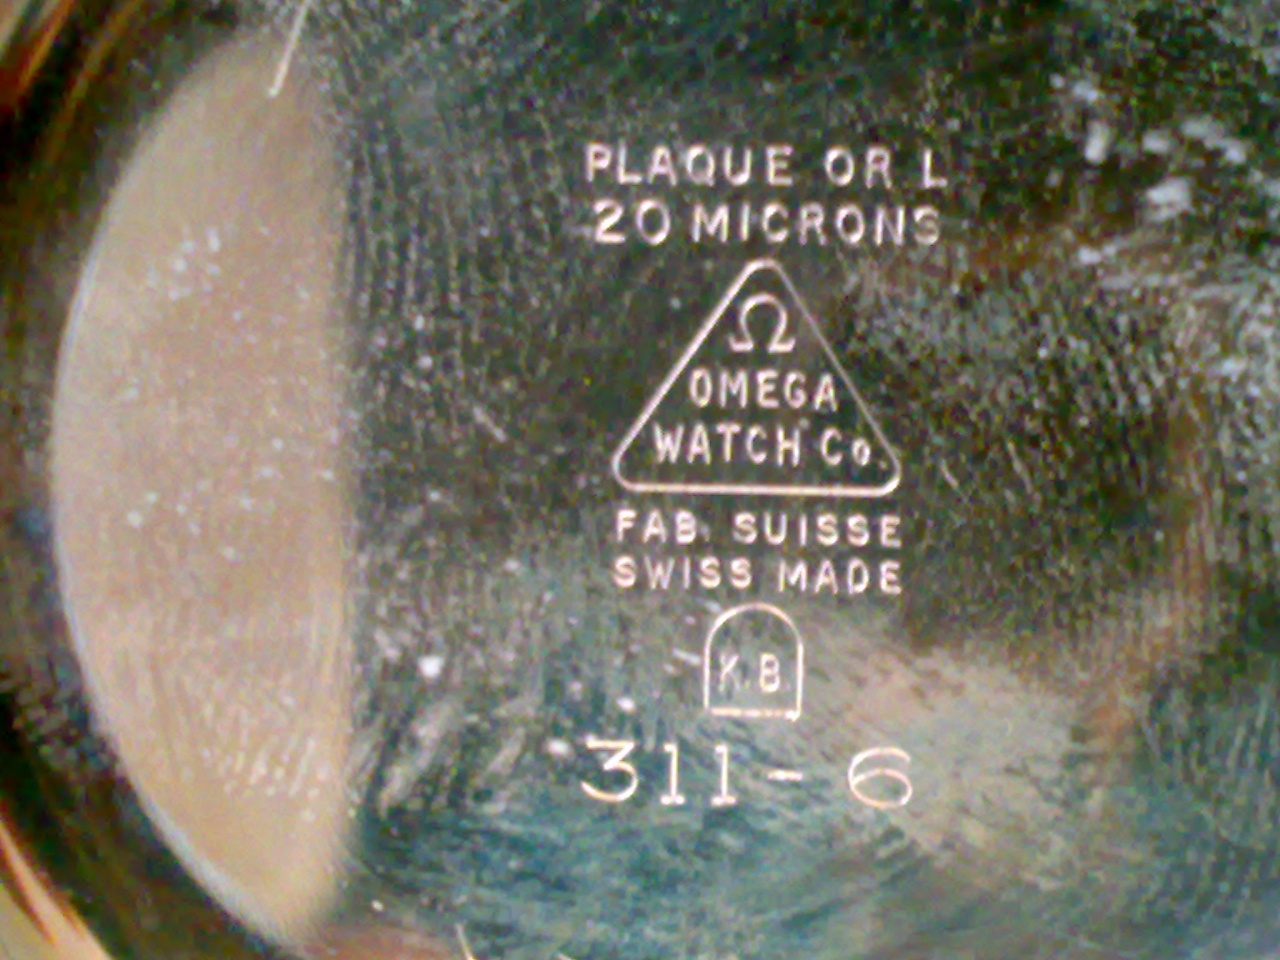 PLAQUE OR L
20 MICRONS
Ω
OMEGA
WATCH Co.
FAB. SUISSE
SWISS MADE
K.B.
311-6